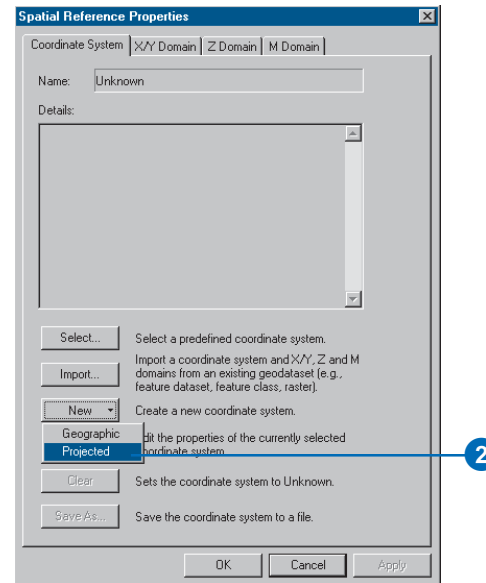 Spatial Reference Properties
Coordinate System X/Y Domain Z Domain M Domain
Name: Unknown
Details:
Select... Select a predefined coordinate system.
Import... Import a coordinate system and X/Y, Z and M
domains from an existing geodataset (e.g.,
feature dataset, feature class, raster).
New Create a new coordinate system.
Geographic dit the properties of the currently selected
Projected oordinate system.
Clear Sets the coordinate system to Unknown.
Save As... Save the coordinate system to a file.
OK Cancel Apply
2